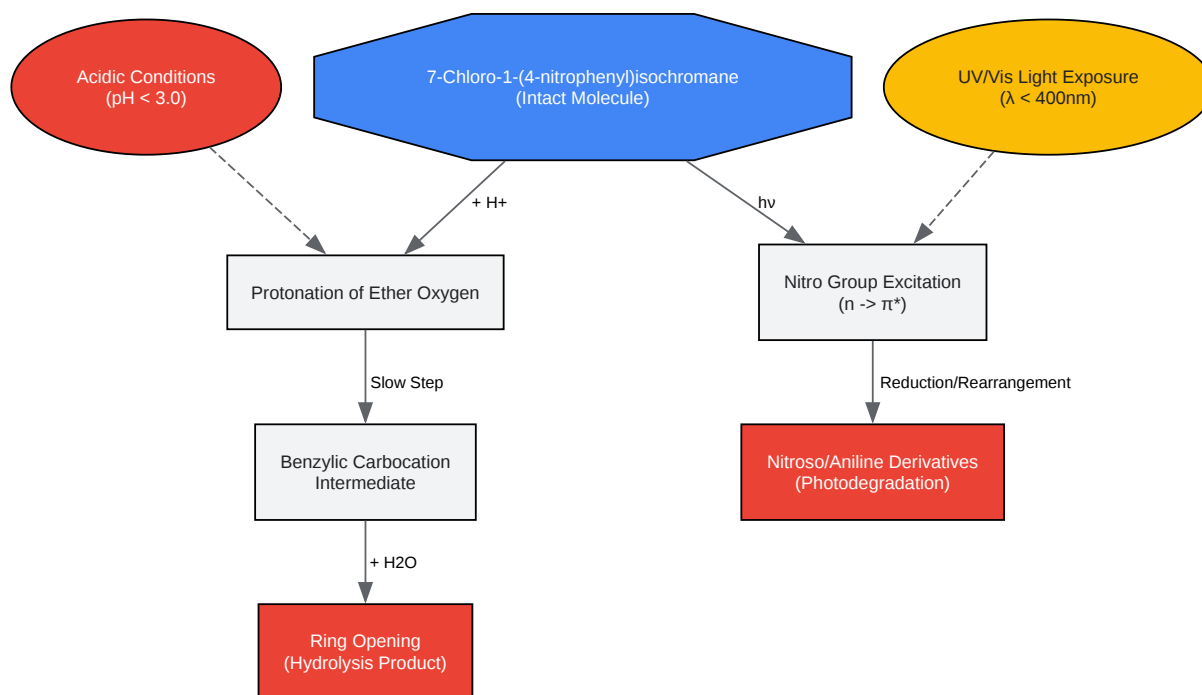 Acidic Conditions
(pH < 3.0)
7-Chloro-1-(4-nitrophenyl)isochromane
(Intact Molecule)
UV/Vis Light Exposure
(λ < 400nm)
+ H+
hν
Protonation of Ether Oxygen
Nitro Group Excitation
(n -> π*)
Slow Step
Reduction/Rearrangement
Benzylic Carbocation
Intermediate
Nitroso/Aniline Derivatives
(Photodegradation)
+ H2O
Ring Opening
(Hydrolysis Product)